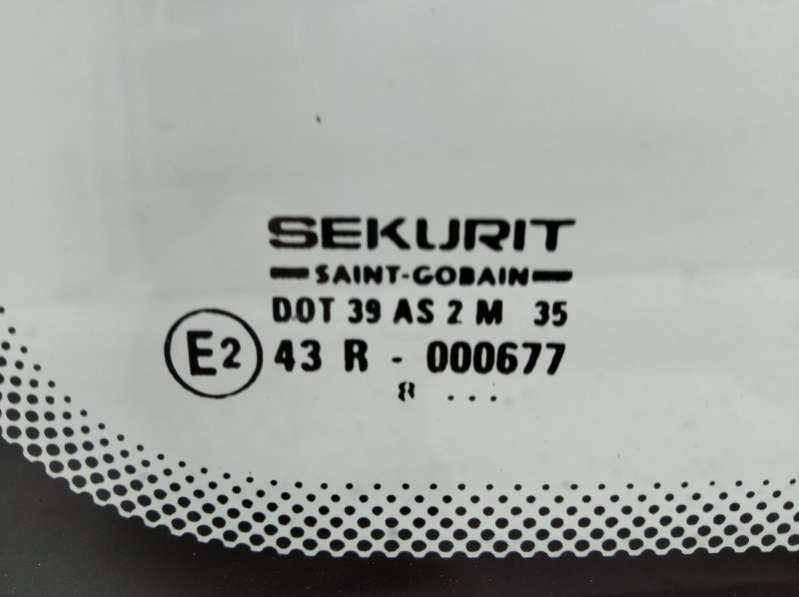 SEKURIT
SAINT-GOBAIN
DOT 39 AS 2 M 35
E2 43 R - 000677
8 ...